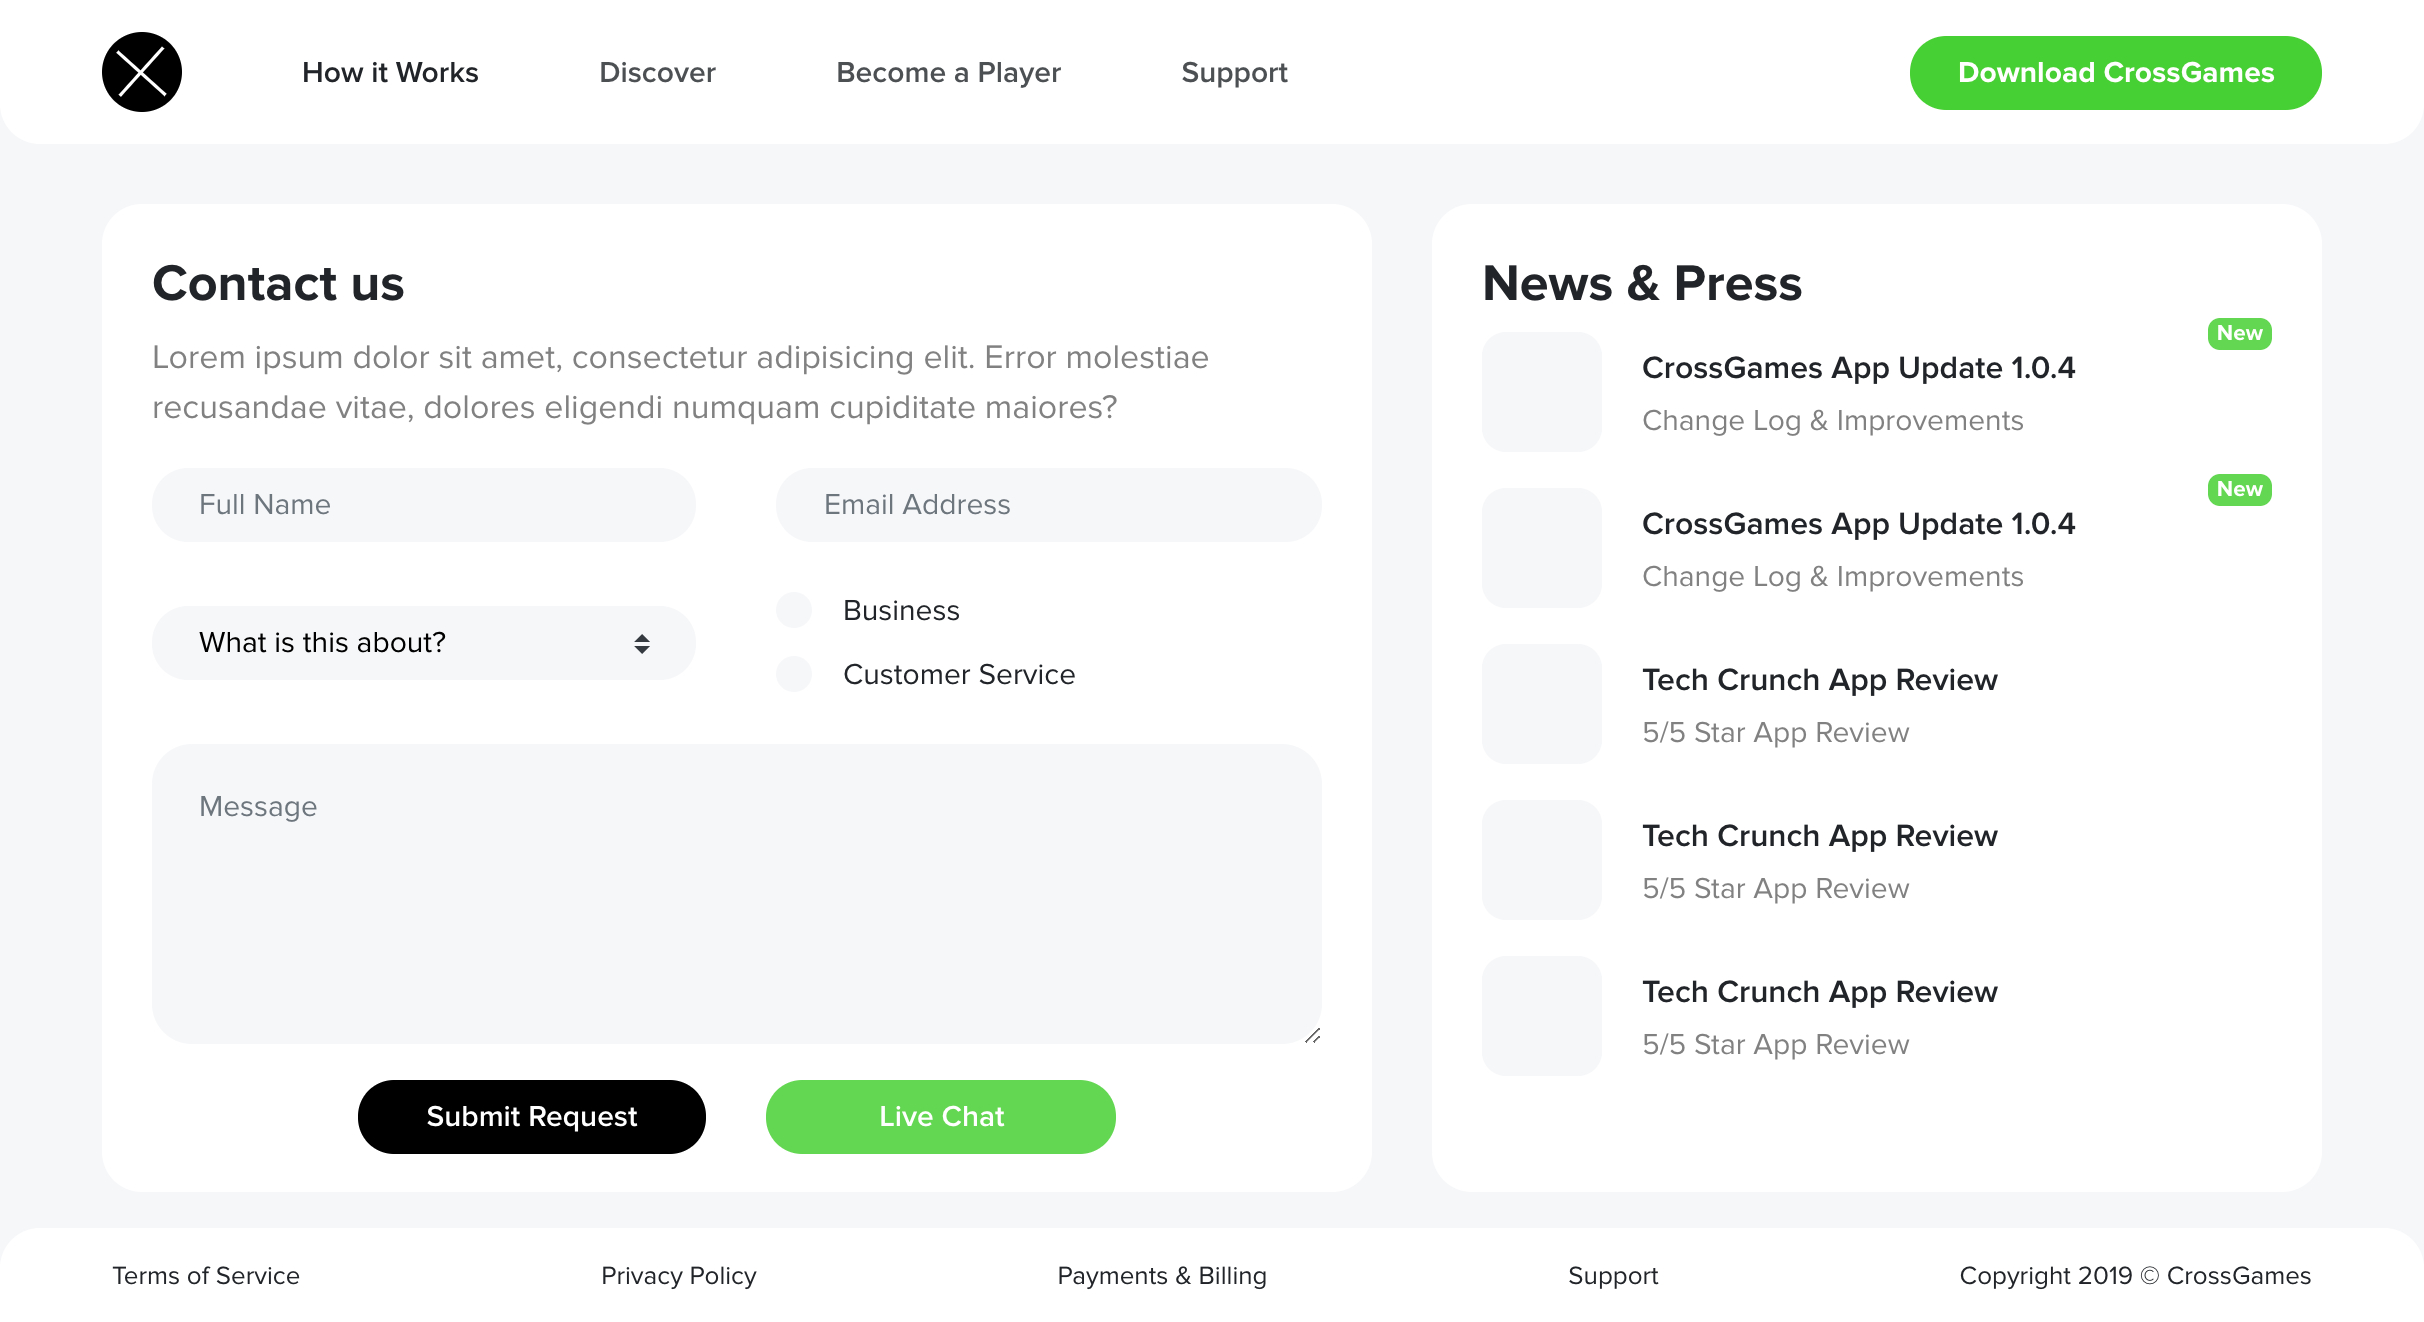 How it Works
Discover
Become a Player
Support
Download CrossGames
Contact us
Lorem ipsum dolor sit amet, consectetur adipisicing elit. Error molestiae
recusandae vitae, dolores eligendi numquam cupiditate maiores?
Full Name
Email Address
What is this about?
Business
Customer Service
Message
Submit Request
Live Chat
News & Press
New
CrossGames App Update 1.0.4
Change Log & Improvements
New
CrossGames App Update 1.0.4
Change Log & Improvements
Tech Crunch App Review
5/5 Star App Review
Tech Crunch App Review
5/5 Star App Review
Tech Crunch App Review
5/5 Star App Review
Terms of Service
Privacy Policy
Payments & Billing
Support
Copyright 2019 © CrossGames